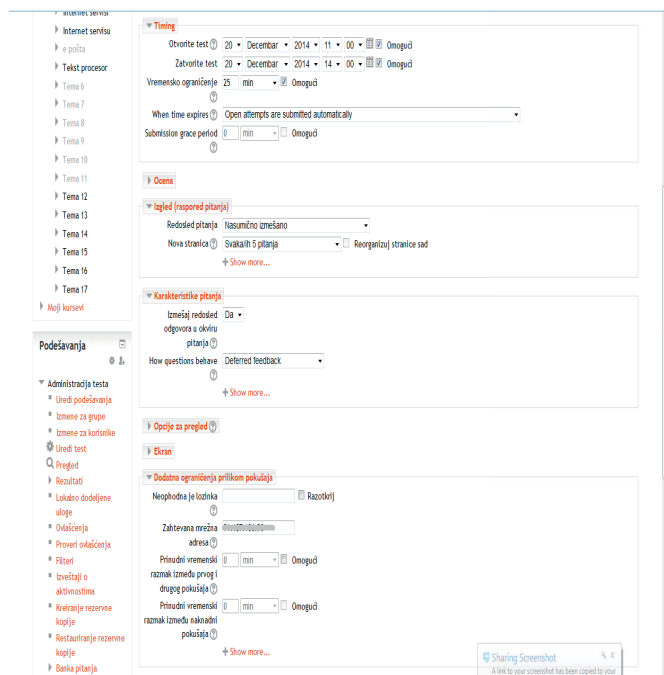 Internet servisi
Internet servisu
e pošta
Tekst procesor
Tema 6
Tema 7
Tema 8
Tema 9
Tema 10
Tema 11
Tema 12
Tema 13
Tema 14
Tema 15
Tema 16
Tema 17
Moji kursevi
Podešavanja
Administracija testa
Uredi podešavanja
Izmene za grupe
Izmene za korisnike
Uredi test
Pregled
Rezultati
Lokalno dodeljene
uloge
Ovlašćenja
Proveri ovlašćenja
Filteri
Izveštaji o
aktivnostima
Kreiranje rezervne
kopije
Restauriranje rezervne
kopije
Banka pitanja
Timing
Otvorite test 20 Decembar 2014 11 00 Omogući
Zatvorite test 20 Decembar 2014 14 00 Omogući
Vremensko ograničenje 25 min Omogući
When time expires Open attempts are submitted automatically
Submission grace period 0 min Omogući
Ocena
Izgled (raspored pitanja)
Redosled pitanja Nasumično izmešano
Nova stranica Svaka/ih 5 pitanja Reorganizuj stranice sad
Show more...
Karakteristike pitanja
Izmešaj redosled Da
odgovora u okviru
pitanja
How questions behave Deferred feedback
Show more...
Opcije za pregled
Ekran
Dodatna ograničenja prilikom pokušaja
Neophodna je lozinka Razotkrij
Zahtevana mrežna
adresa
Prinudni vremenski 0 min Omogući
razmak između prvog i
drugog pokušaja
Prinudni vremenski 0 min Omogući
razmak između naknadni
pokušaja
Show more...
Sharing Screenshot
A link to your screenshot has been copied to your